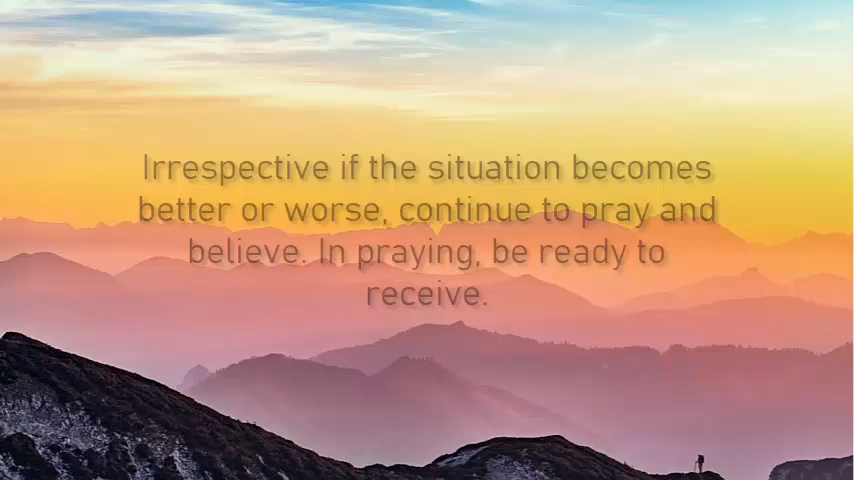 Irrespective if the situation becomes
better or worse, continue to pray and
believe. In praying, be ready to
receive.